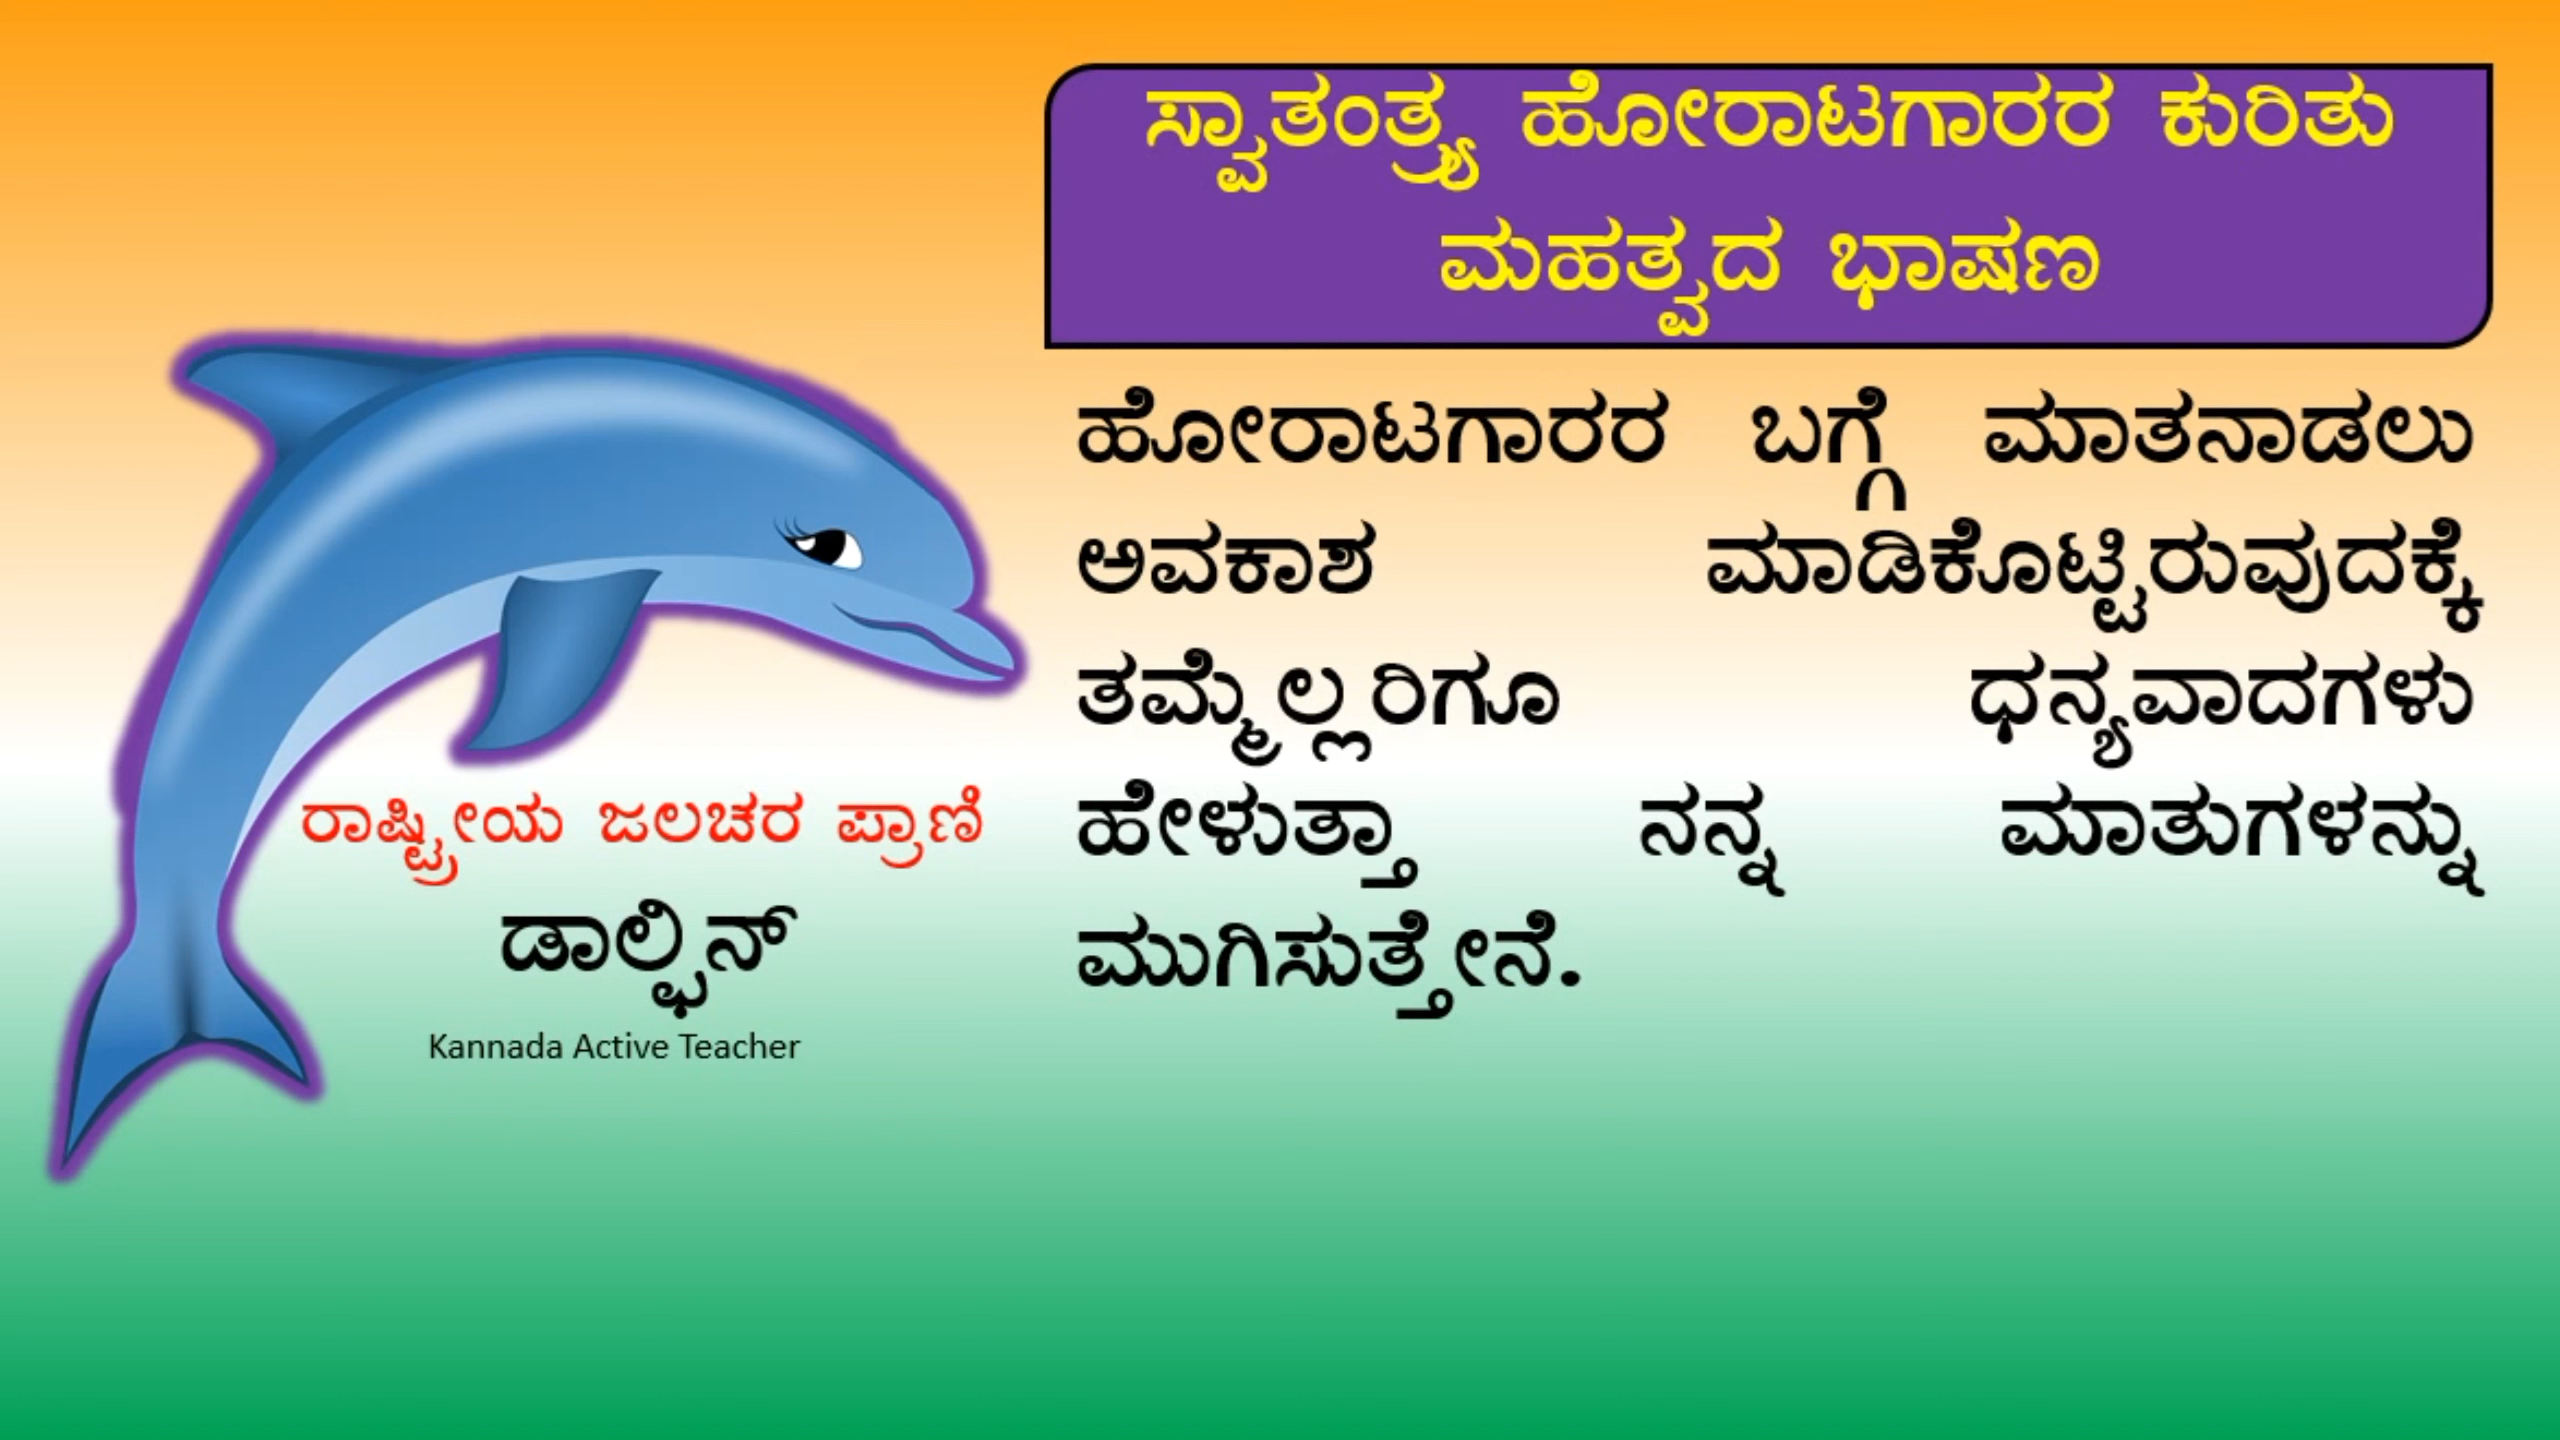 ಸ್ವಾತಂತ್ರ್ಯ ಹೋರಾಟಗಾರರ ಕುರಿತು
ಮಹತ್ವದ ಭಾಷಣ
ಹೋರಾಟಗಾರರ ಬಗ್ಗೆ ಮಾತನಾಡಲು
ಅವಕಾಶ ಮಾಡಿಕೊಟ್ಟಿರುವುದಕ್ಕೆ
ತಮ್ಮೆಲ್ಲರಿಗೂ ಧನ್ಯವಾದಗಳು
ಹೇಳುತ್ತಾ ನನ್ನ ಮಾತುಗಳನ್ನು
ಮುಗಿಸುತ್ತೇನೆ.
ರಾಷ್ಟ್ರೀಯ ಜಲಚರ ಪ್ರಾಣಿ
ಡಾಲ್ಫಿನ್
Kannada Active Teacher